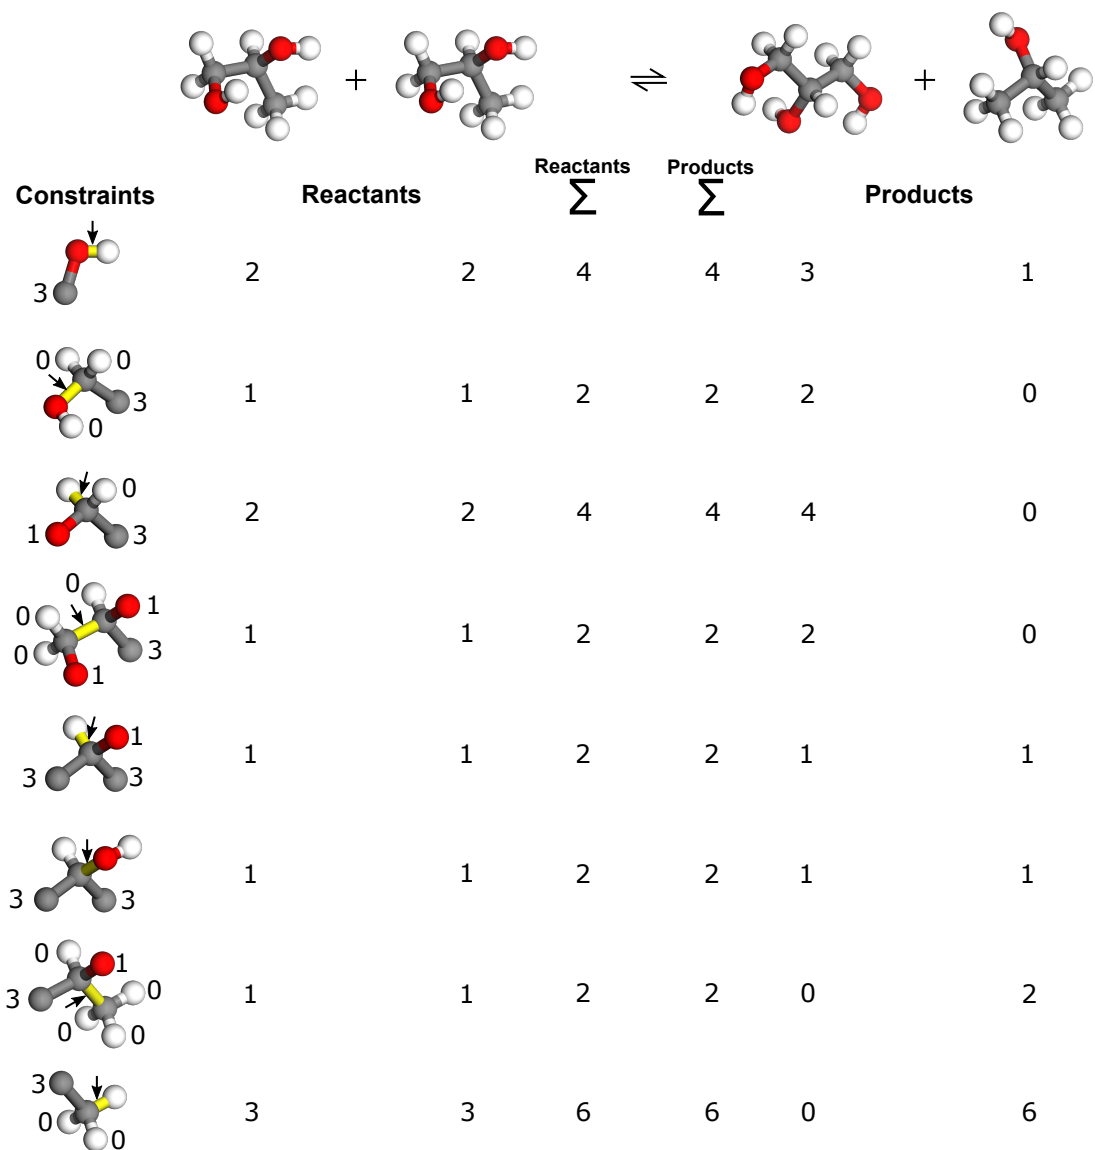 + ⇌ +
Reactants Products
Constraints Reactants Σ Σ Products
3 2 2 4 4 3 1
0 0
3 1 1 2 2 2 0
0
0
1 3 2 2 4 4 4 0
0
0 1
0 3 1 1 2 2 2 0
1
1
3 3 1 1 2 2 1 1
3 3 1 1 2 2 1 1
0 1
3 0 1 1 2 2 0 2
0 0
3
0 0 3 3 6 6 0 6